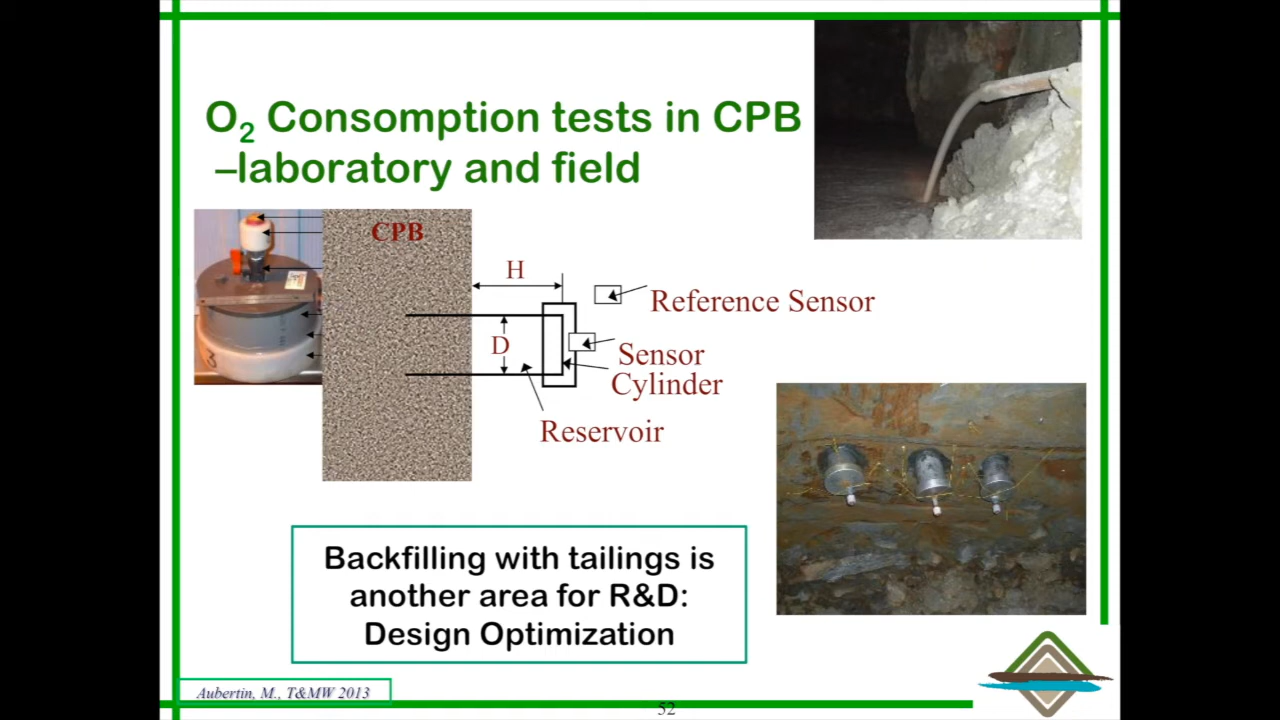 O₂ Consomption tests in CPB
–laboratory and field
CPB
H
Reference Sensor
D
Sensor
Cylinder
Reservoir
Backfilling with tailings is
another area for R&D:
Design Optimization
Aubertin, M., T&MW 2013
52